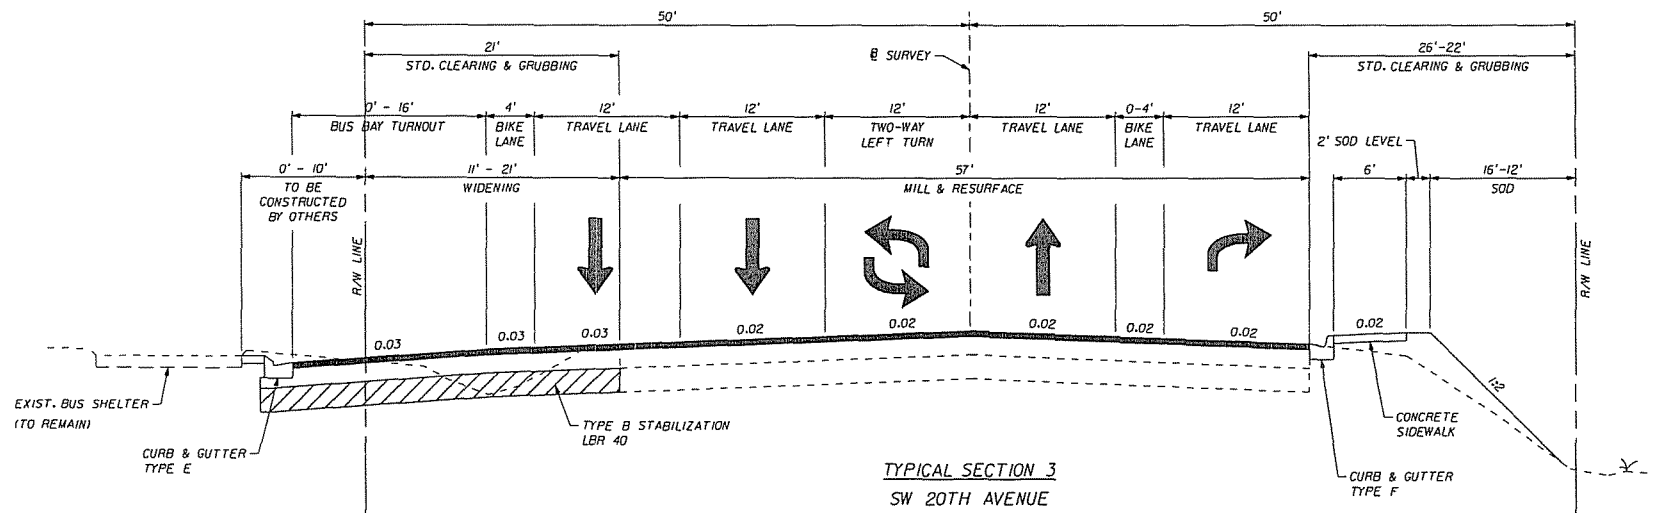 50'
50'
21'
STD. CLEARING & GRUBBING
℄ SURVEY
26'-22'
STD. CLEARING & GRUBBING
0' - 16'
BUS BAY TURNOUT
4'
BIKE
LANE
12'
TRAVEL LANE
12'
TRAVEL LANE
12'
TWO-WAY
LEFT TURN
12'
TRAVEL LANE
0-4'
BIKE
LANE
12'
TRAVEL LANE
2' SOD LEVEL
0' - 10'
TO BE
CONSTRUCTED
BY OTHERS
11' - 21'
WIDENING
57'
MILL & RESURFACE
6'
16'-12'
SOD
R/W LINE
R/W LINE
0.03
0.03
0.03
0.02
0.02
0.02
0.02
0.02
0.02
1:2
EXIST. BUS SHELTER
(TO REMAIN)
CURB & GUTTER
TYPE E
TYPE B STABILIZATION
LBR 40
CONCRETE
SIDEWALK
CURB & GUTTER
TYPE F
TYPICAL SECTION 3
SW 20TH AVENUE